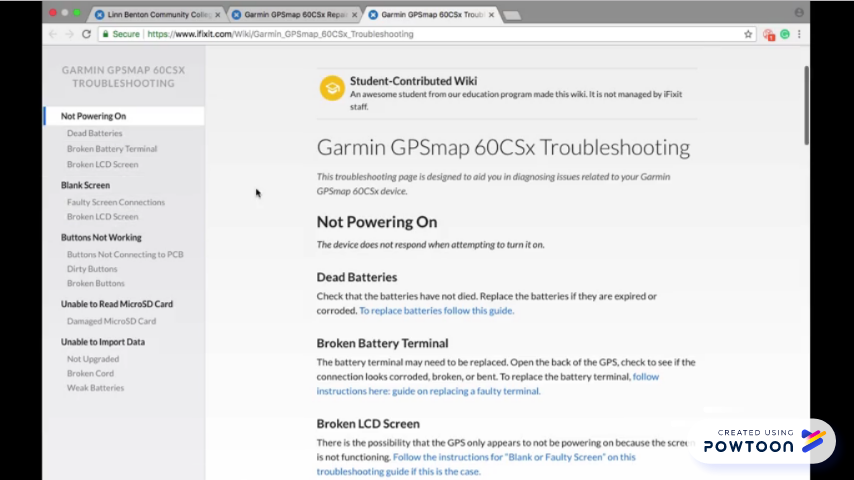 Linn Benton Community Colle
Garmin GPSmap 60CSx Repai
Garmin GPSmap 60CSx Troubl
Secure https://www.ifixit.com/Wiki/Garmin_GPSmap_60CSx_Troubleshooting
GARMIN GPSMAP 60CSX
TROUBLESHOOTING
Not Powering On
Dead Batteries
Broken Battery Terminal
Broken LCD Screen
Blank Screen
Faulty Screen Connections
Broken LCD Screen
Buttons Not Working
Buttons Not Connecting to PCB
Dirty Buttons
Broken Buttons
Unable to Read MicroSD Card
Damaged MicroSD Card
Unable to Import Data
Not Upgraded
Broken Cord
Weak Batteries
Student-Contributed Wiki
An awesome student from our education program made this wiki. It is not managed by iFixit
staff.
Garmin GPSmap 60CSx Troubleshooting
This troubleshooting page is designed to aid you in diagnosing issues related to your Garmin
GPSmap 60CSx device.
Not Powering On
The device does not respond when attempting to turn it on.
Dead Batteries
Check that the batteries have not died. Replace the batteries if they are expired or
corroded. To replace batteries follow this guide.
Broken Battery Terminal
The battery terminal may need to be replaced. Open the back of the GPS, check to see if the
connection looks corroded, broken, or bent. To replace the battery terminal, follow
instructions here: guide on replacing a faulty terminal.
Broken LCD Screen
There is the possibility that the GPS only appears to not be powering on because the screen
is not functioning. Follow the instructions for "Blank or Faulty Screen" on this
troubleshooting guide if this is the case.
CREATED USING
POWTOON